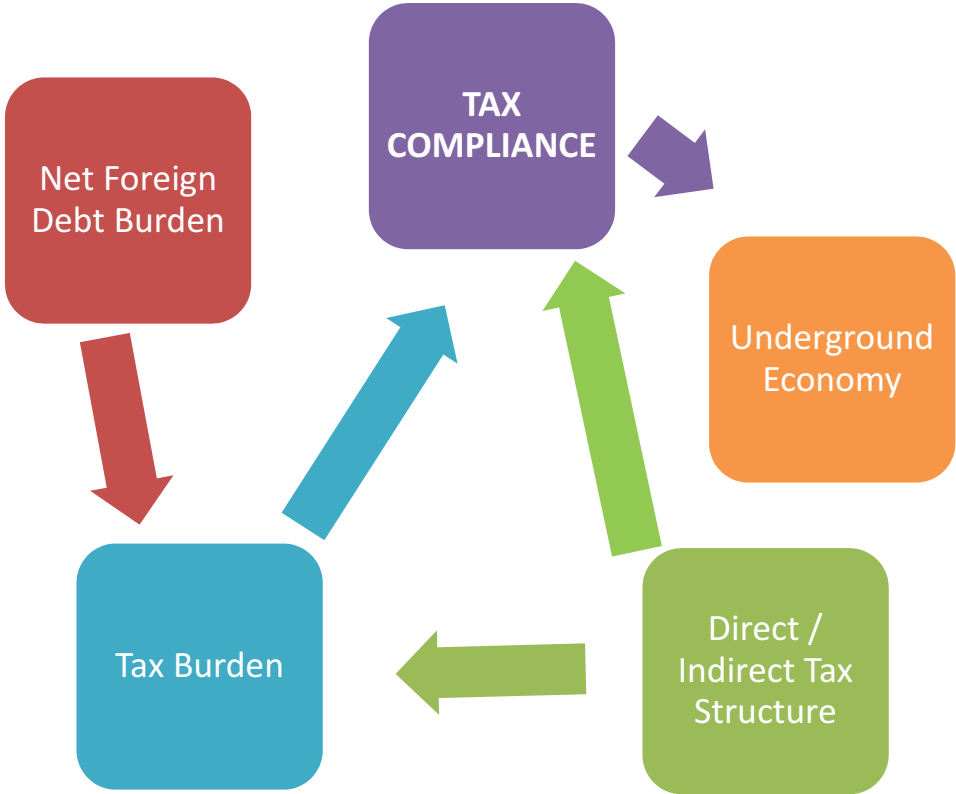 TAX
COMPLIANCE
Net Foreign
Debt Burden
Underground
Economy
Tax Burden
Direct /
Indirect Tax
Structure